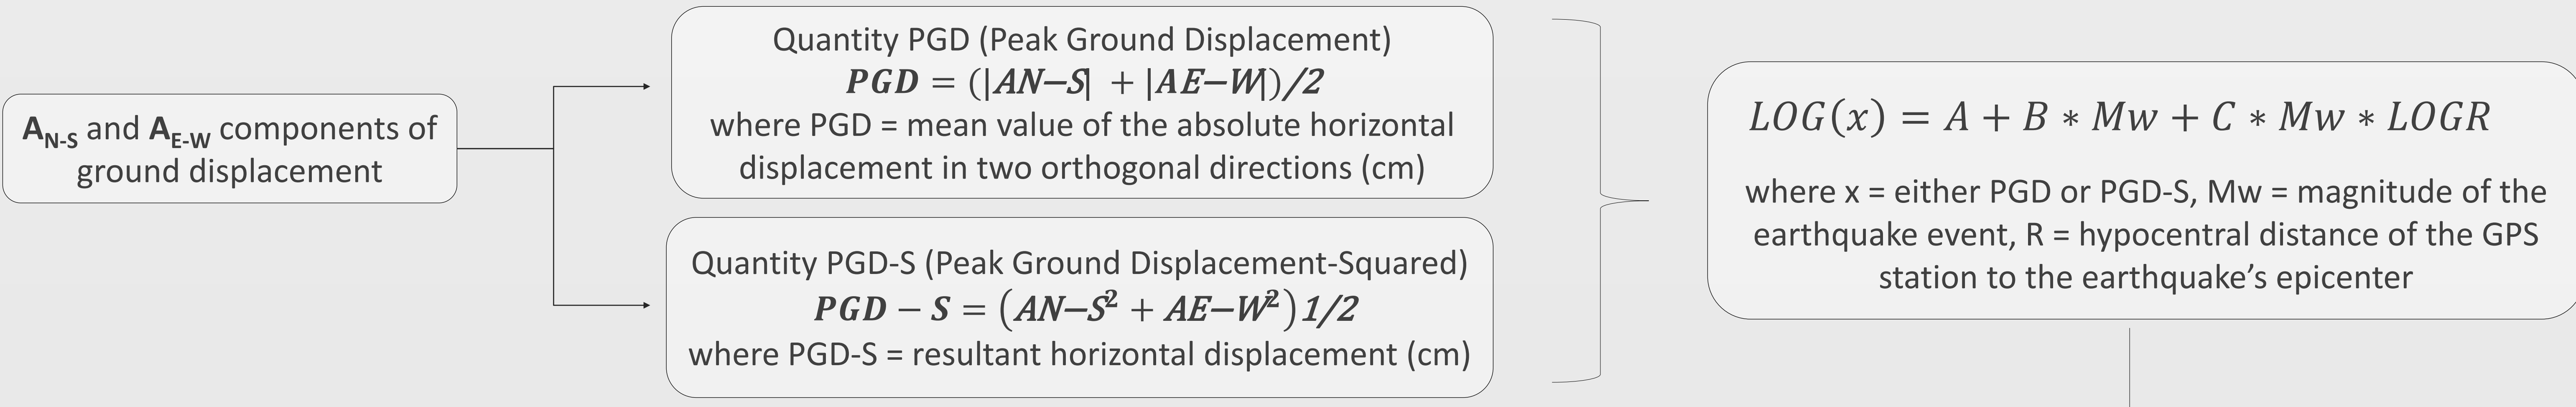 A_N-S and A_E-W components of
ground displacement
Quantity PGD (Peak Ground Displacement)
PGD = (|AN−S| + |AE−W|)/2
where PGD = mean value of the absolute horizontal
displacement in two orthogonal directions (cm)
Quantity PGD-S (Peak Ground Displacement-Squared)
PGD − S = (AN−S² + AE−W²)1/2
where PGD-S = resultant horizontal displacement (cm)
LOG(x) = A + B ∗ Mw + C ∗ Mw ∗ LOGR
where x = either PGD or PGD-S, Mw = magnitude of the
earthquake event, R = hypocentral distance of the GPS
station to the earthquake’s epicenter